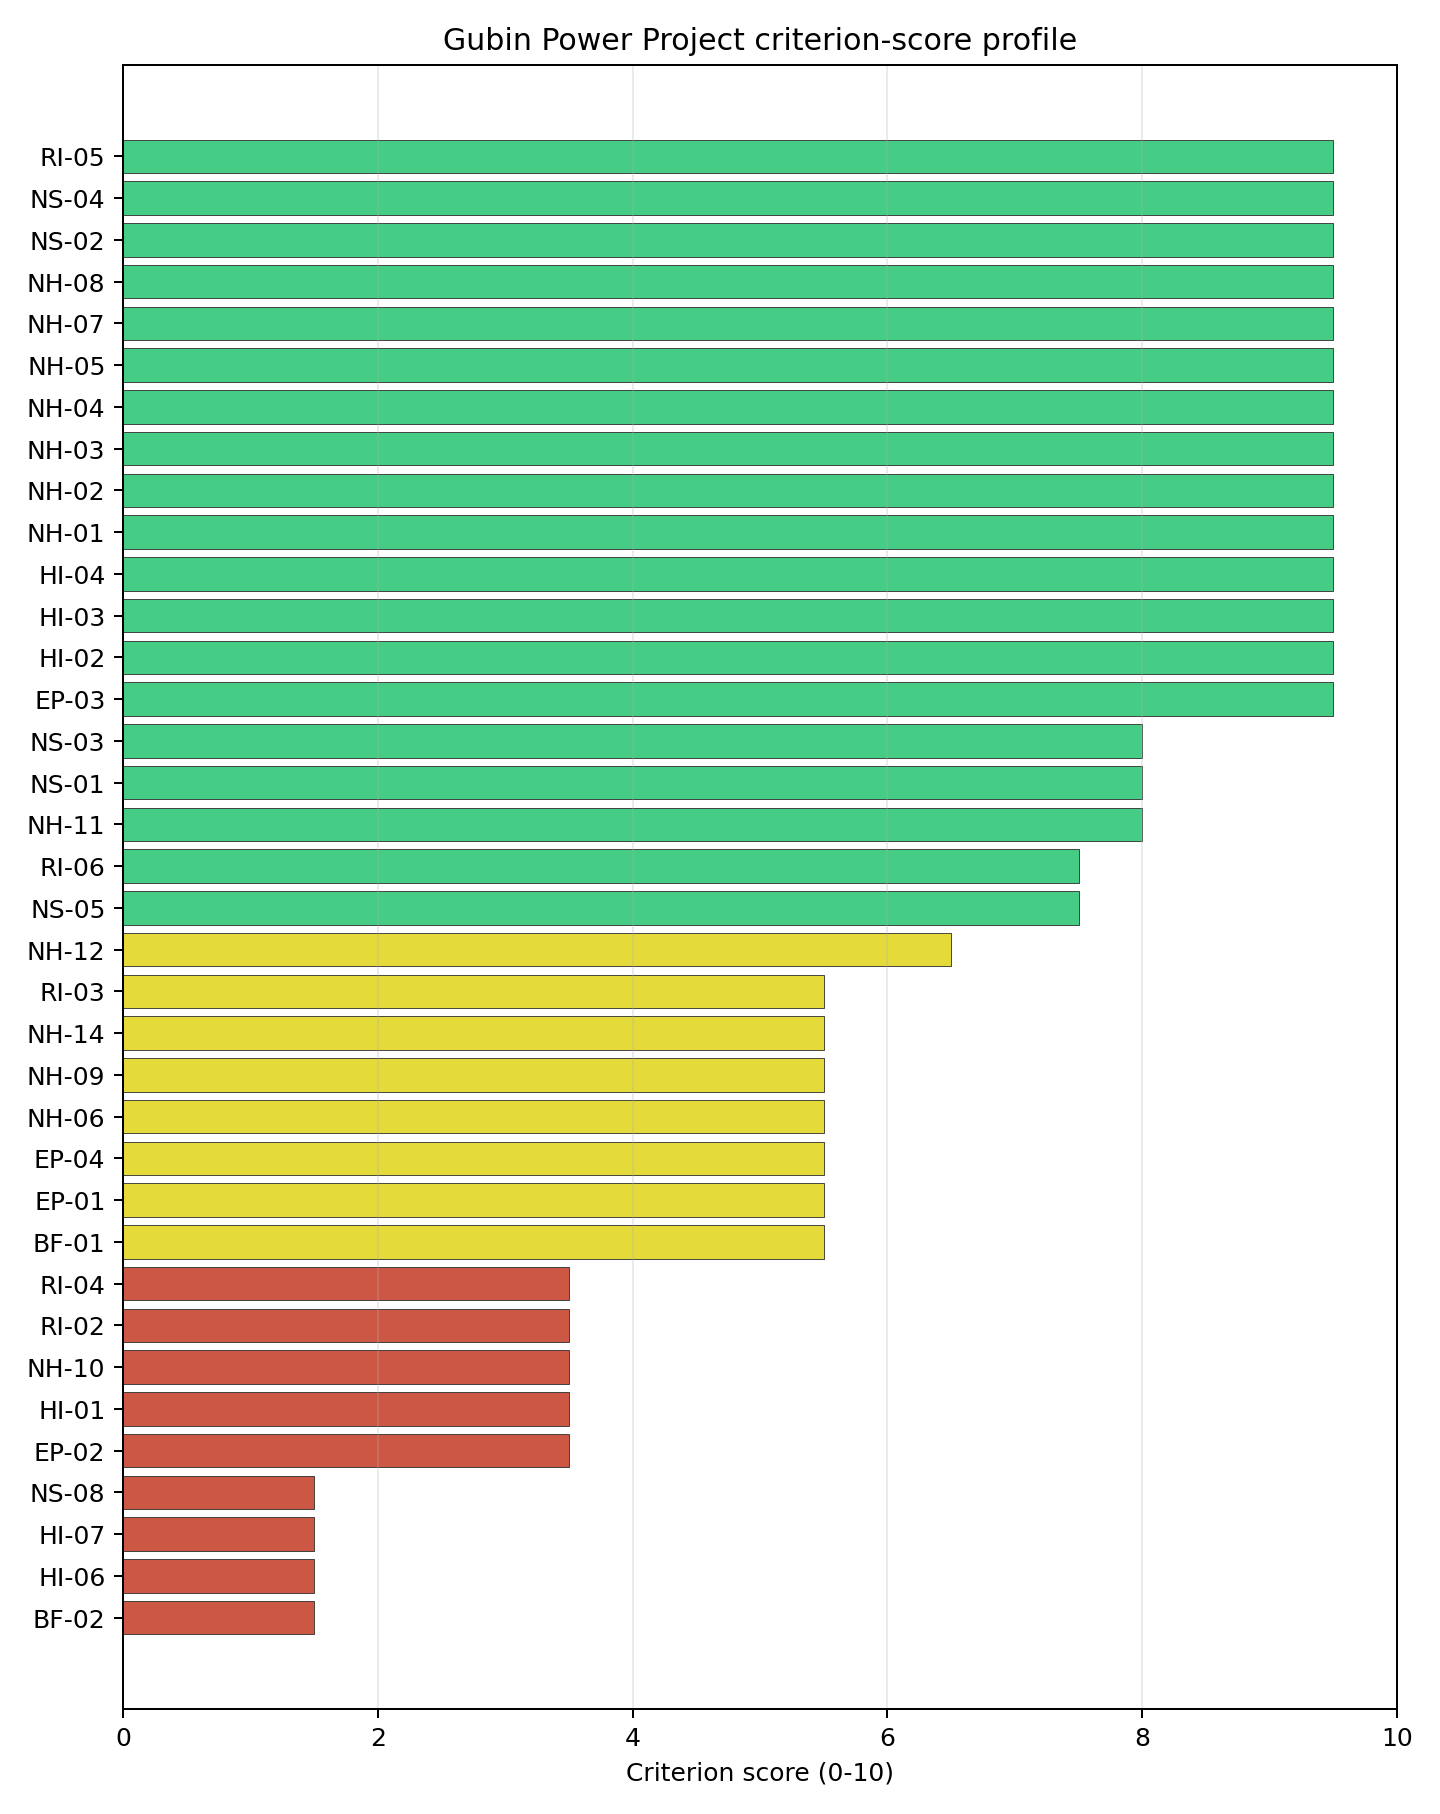 Gubin Power Project criterion-score profile
RI-05
NS-04
NS-02
NH-08
NH-07
NH-05
NH-04
NH-03
NH-02
NH-01
HI-04
HI-03
HI-02
EP-03
NS-03
NS-01
NH-11
RI-06
NS-05
NH-12
RI-03
NH-14
NH-09
NH-06
EP-04
EP-01
BF-01
RI-04
RI-02
NH-10
HI-01
EP-02
NS-08
HI-07
HI-06
BF-02
0 2 4 6 8 10
Criterion score (0-10)